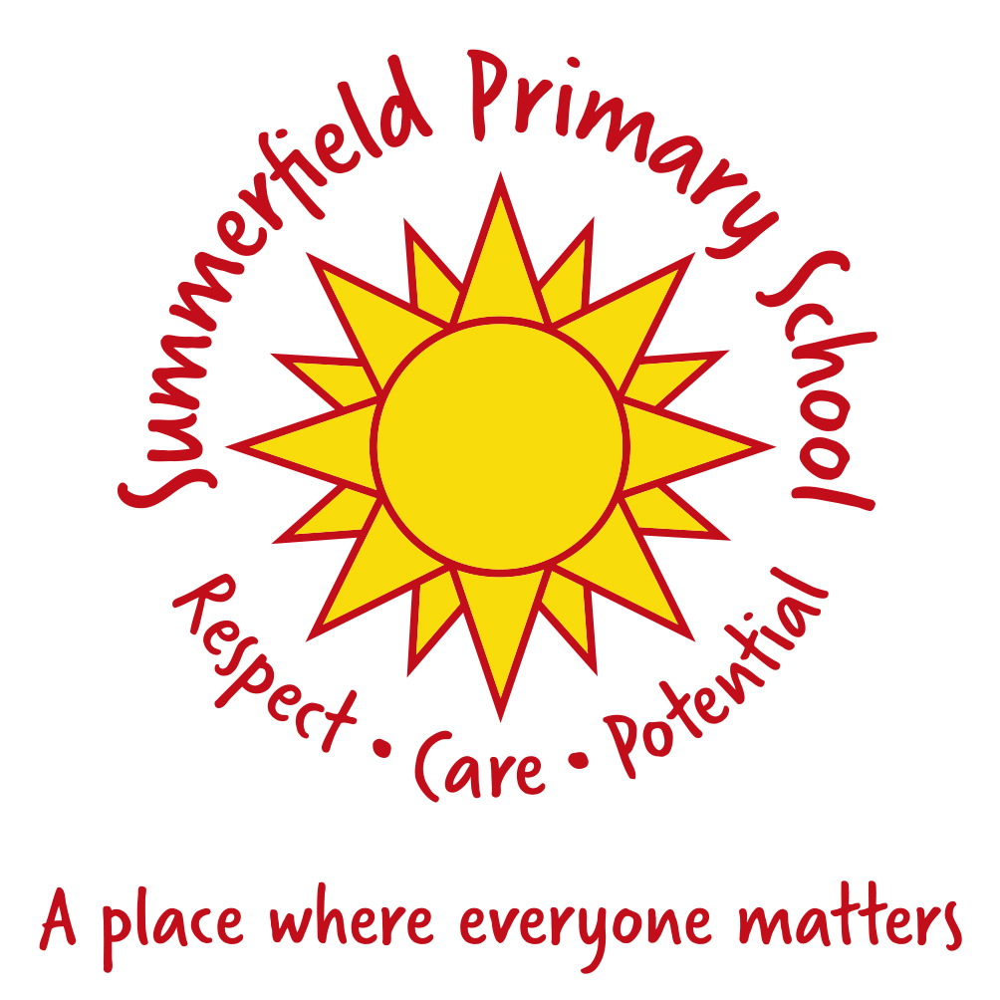 Summerfield Primary School
Respect • Care • Potential
A place where everyone matters